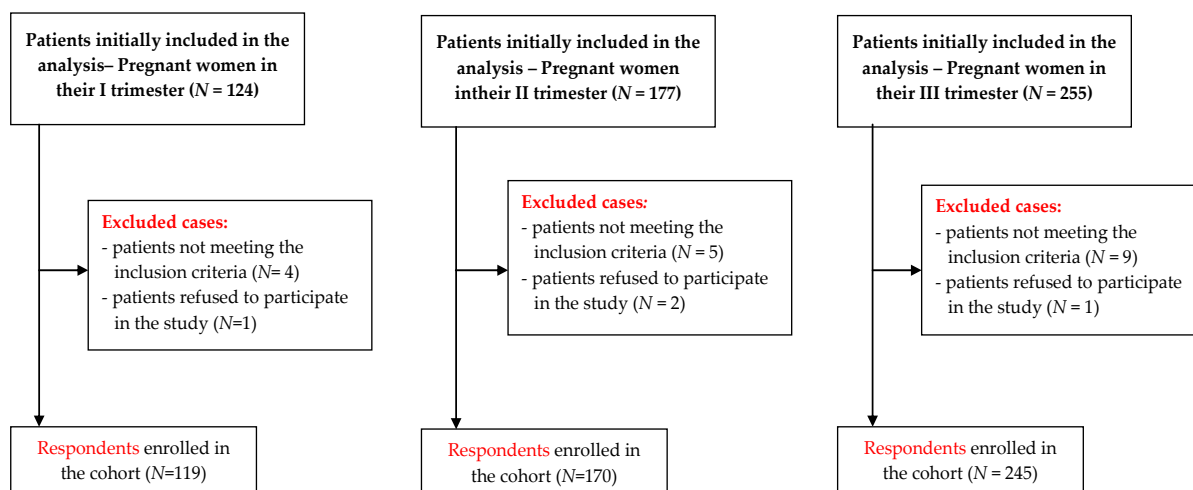 Patients initially included in the
analysis– Pregnant women in
their I trimester (N = 124)
Excluded cases:
- patients not meeting the
inclusion criteria (N= 4)
- patients refused to participate
in the study (N=1)
Respondents enrolled in
the cohort (N=119)
Patients initially included in the
analysis – Pregnant women
intheir II trimester (N = 177)
Excluded cases:
- patients not meeting the
inclusion criteria (N = 5)
- patients refused to participate
in the study (N = 2)
Respondents enrolled in
the cohort (N=170)
Patients initially included in the
analysis – Pregnant women in
their III trimester (N = 255)
Excluded cases:
- patients not meeting the
inclusion criteria (N = 9)
- patients refused to participate
in the study (N = 1)
Respondents enrolled in
the cohort (N = 245)